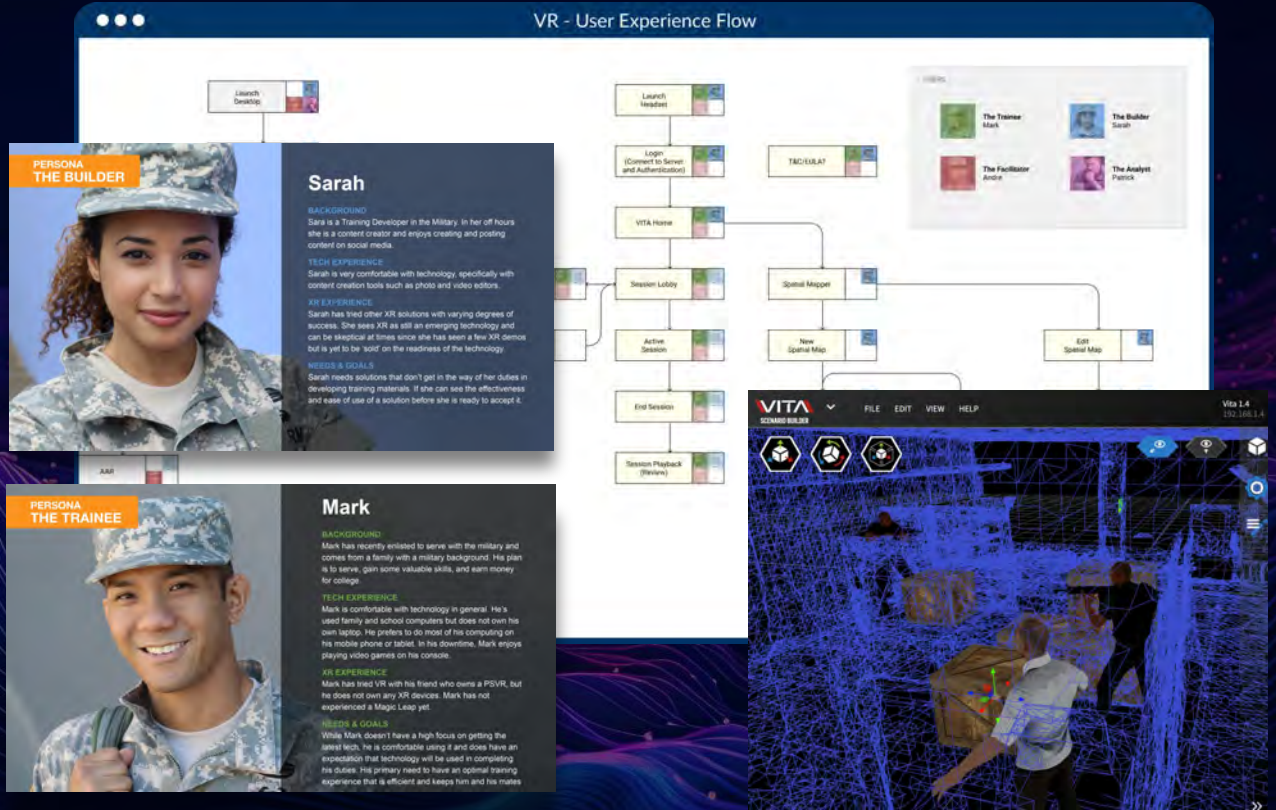 VR - User Experience Flow
Launch
Desktop
Launch
Headset
Login
(Connect to Server
and Authentication)
T&C/EULA?
VITA Home
Session Lobby
Spatial Mapper
Active
Session
New
Spatial Map
Edit
Spatial Map
End Session
Session Playback
(Review)
AAR
USERS
The Trainee
Mark
The Builder
Sarah
The Facilitator
Andre
The Analyst
Patrick
PERSONA
THE BUILDER
Sarah
BACKGROUND
Sara is a Training Developer in the Military. In her off hours
she is a content creator and enjoys creating and posting
content on social media.
TECH EXPERIENCE
Sarah is very comfortable with technology, specifically with
content creation tools such as photo and video editors.
XR EXPERIENCE
Sarah has tried other XR solutions with varying degrees of
success. She sees XR as still an emerging technology and
can be skeptical at times since she has seen a few XR demos
but is yet to be 'sold' on the readiness of the technology.
NEEDS & GOALS
Sarah needs solutions that don't get in the way of her duties in
developing training materials. If she can see the effectiveness
and ease of use of a solution before she is ready to accept it.
PERSONA
THE TRAINEE
Mark
BACKGROUND
Mark has recently enlisted to serve with the military and
comes from a family with a military background. His plan
is to serve, gain some valuable skills, and earn money
for college.
TECH EXPERIENCE
Mark is comfortable with technology in general. He's
used family and school computers but does not own his
own laptop. He prefers to do most of his computing on
his mobile phone or tablet. In his downtime, Mark enjoys
playing video games on his console.
XR EXPERIENCE
Mark has tried VR with his friend who owns a PSVR, but
he does not own any XR devices. Mark has not
experienced a Magic Leap yet.
NEEDS & GOALS
While Mark doesn't have a high focus on getting the
latest tech, he is comfortable using it and does have an
expectation that technology will be used in completing
his duties. His primary need to have an optimal training
experience that is efficient and keeps him and his mates
VITA
SCENARIO BUILDER
FILE EDIT VIEW HELP
Vita 1.4
192.168.1.4